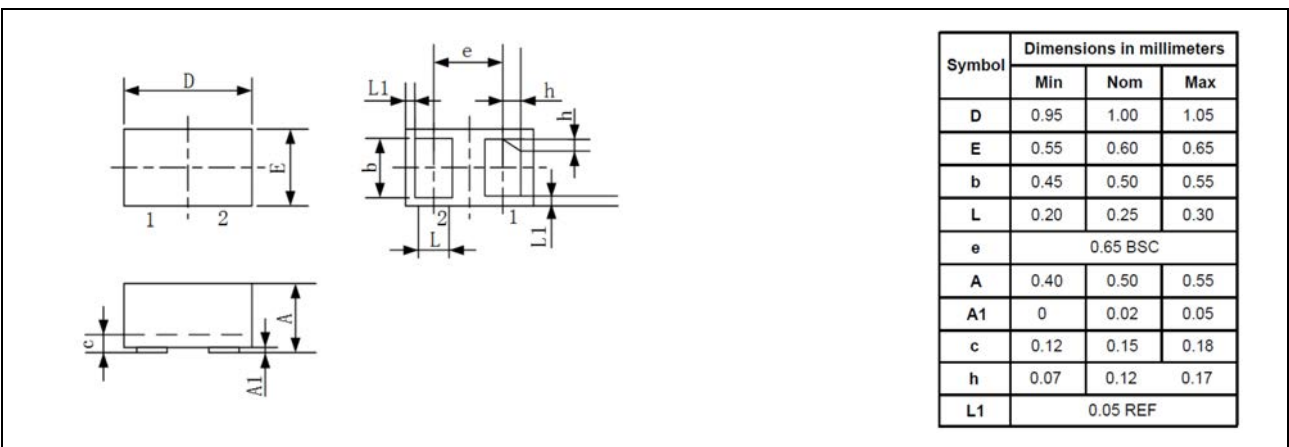 D
E
1 2
e
L1
h
h
b
2 1
L
L1
A
c
A1
Symbol Dimensions in millimeters
Min Nom Max
D 0.95 1.00 1.05
E 0.55 0.60 0.65
b 0.45 0.50 0.55
L 0.20 0.25 0.30
e 0.65 BSC
A 0.40 0.50 0.55
A1 0 0.02 0.05
c 0.12 0.15 0.18
h 0.07 0.12 0.17
L1 0.05 REF